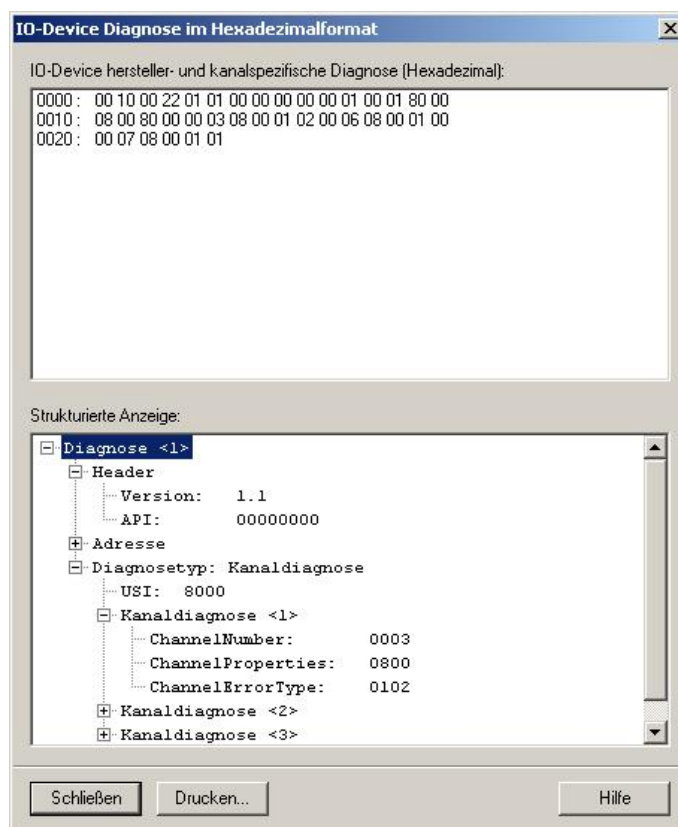 IO-Device Diagnose im Hexadezimalformat
IO-Device hersteller- und kanalspezifische Diagnose (Hexadezimal):
0000 : 00 10 00 22 01 01 00 00 00 00 00 01 00 01 80 00
0010 : 08 00 80 00 00 03 08 00 01 02 00 06 08 00 01 00
0020 : 00 07 08 00 01 01
Strukturierte Anzeige:
Diagnose <1>
Header
Version: 1.1
API: 00000000
Adresse
Diagnosetyp: Kanaldiagnose
USI: 8000
Kanaldiagnose <1>
ChannelNumber: 0003
ChannelProperties: 0800
ChannelErrorType: 0102
Kanaldiagnose <2>
Kanaldiagnose <3>
Schließen Drucken... Hilfe